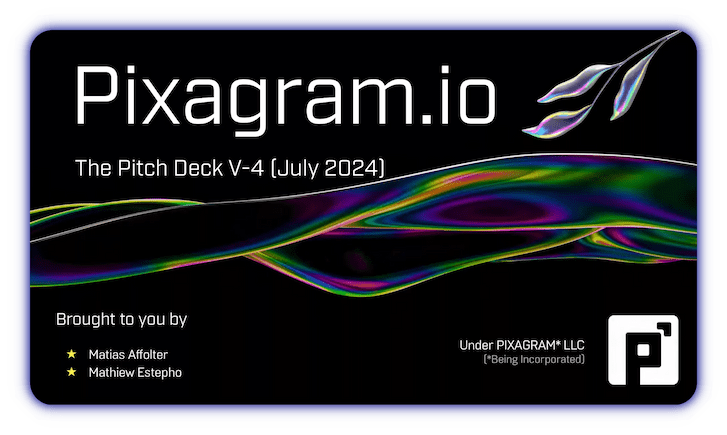 Pixagram.io
The Pitch Deck V-4 (July 2024)
Brought to you by
★ Matias Affolter
★ Mathiew Estepho
Under PIXAGRAM* LLC
(*Being Incorporated)